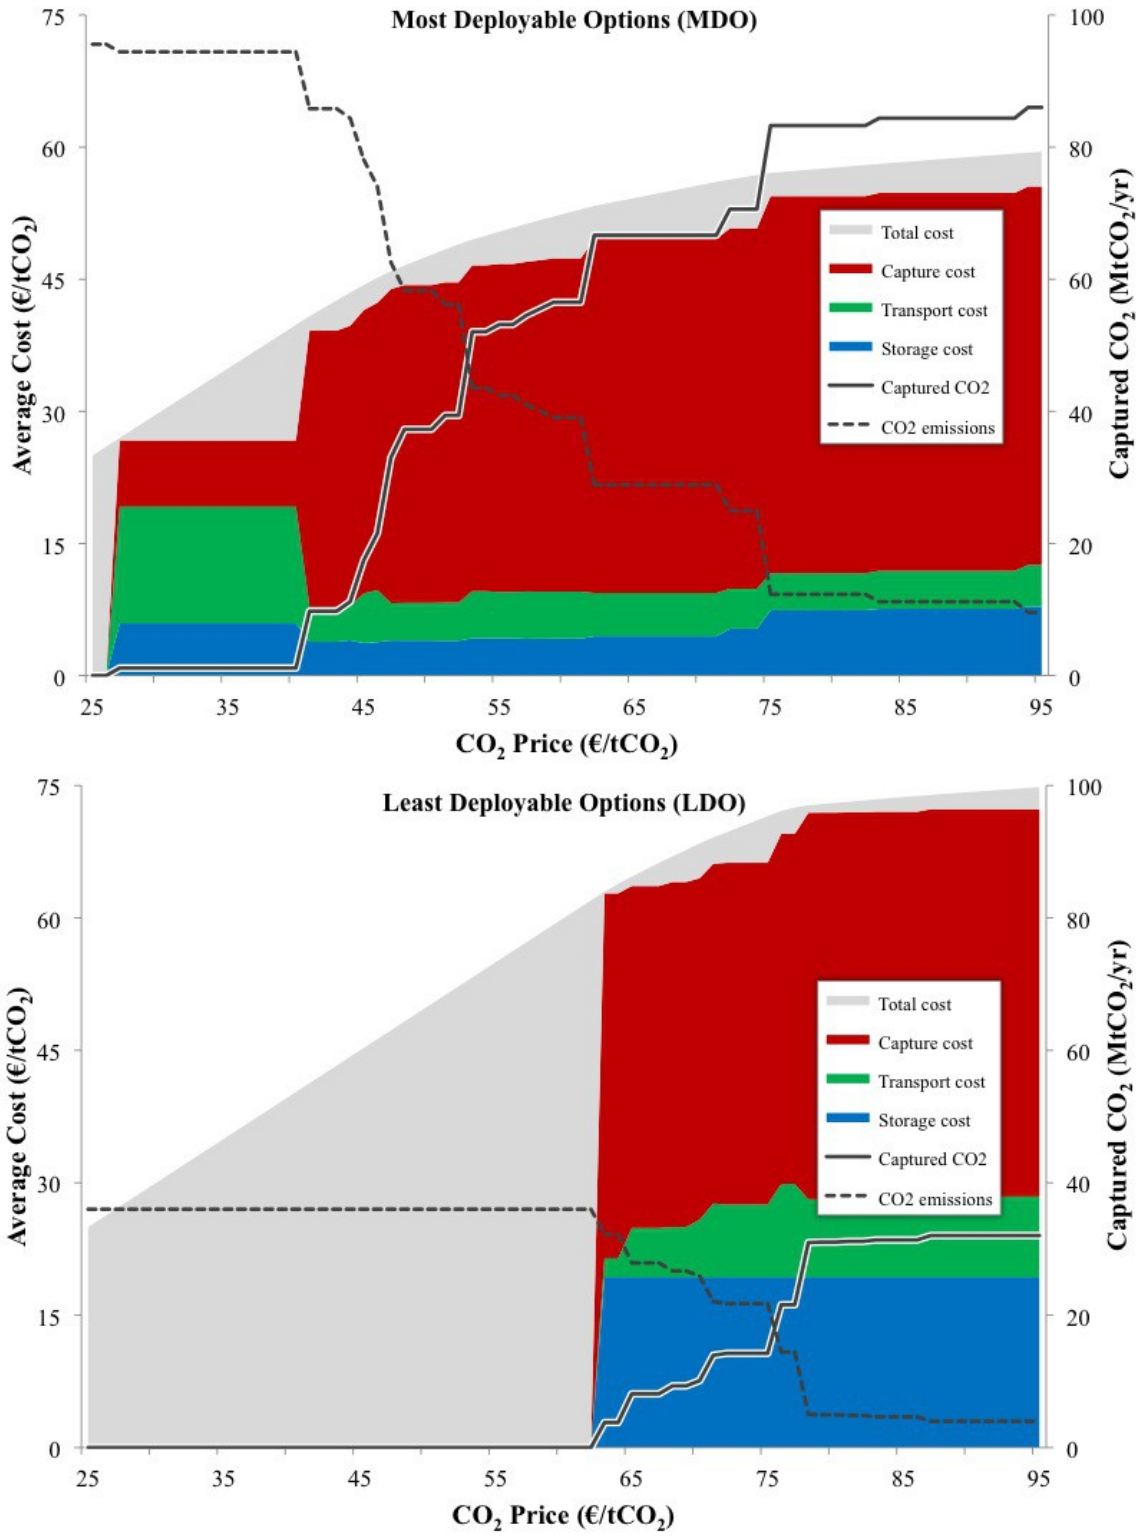 Most Deployable Options (MDO)
75
60
45
30
15
0
100
80
60
40
20
0
Average Cost (€/tCO₂)
Captured CO₂ (MtCO₂/yr)
Total cost
Capture cost
Transport cost
Storage cost
Captured CO2
CO2 emissions
25 35 45 55 65 75 85 95
CO₂ Price (€/tCO₂)
Least Deployable Options (LDO)
75
60
45
30
15
0
100
80
60
40
20
0
Average Cost (€/tCO₂)
Captured CO₂ (MtCO₂/yr)
Total cost
Capture cost
Transport cost
Storage cost
Captured CO2
CO2 emissions
25 35 45 55 65 75 85 95
CO₂ Price (€/tCO₂)